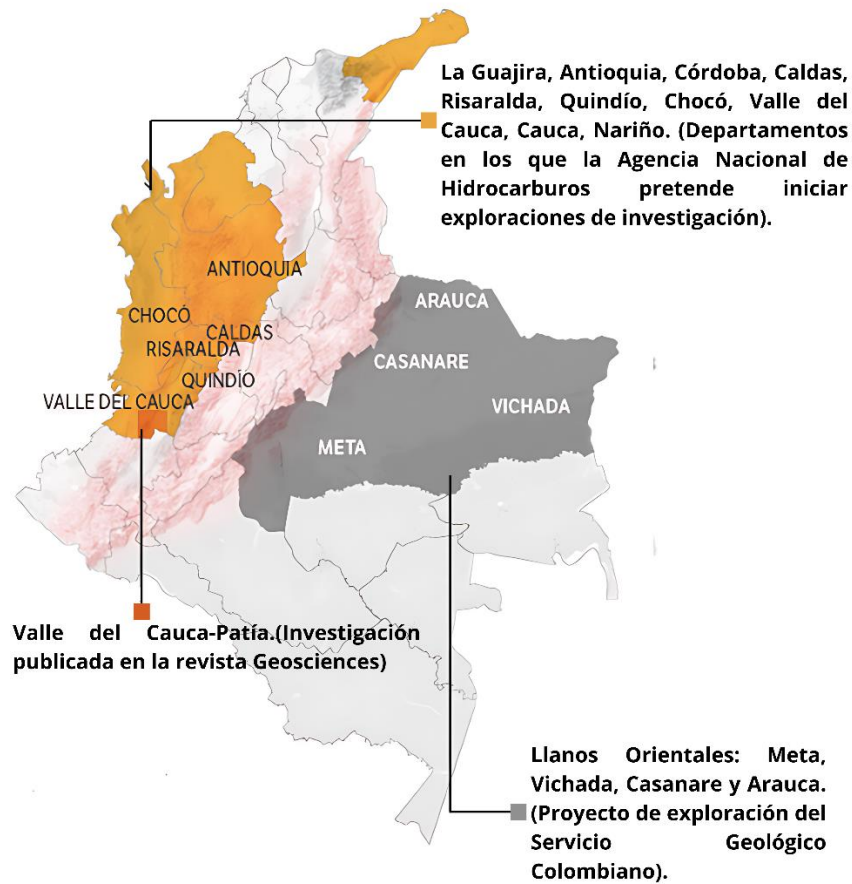 La Guajira, Antioquia, Córdoba, Caldas,
Risaralda, Quindío, Chocó, Valle del
Cauca, Cauca, Nariño. (Departamentos
en los que la Agencia Nacional de
Hidrocarburos pretende iniciar
exploraciones de investigación).
ANTIOQUIA
CHOCÓ
CALDAS
RISARALDA
QUINDÍO
VALLE DEL CAUCA
ARAUCA
CASANARE
VICHADA
META
Valle del Cauca-Patía.(Investigación
publicada en la revista Geosciences)
Llanos Orientales: Meta,
Vichada, Casanare y Arauca.
(Proyecto de exploración del
Servicio Geológico
Colombiano).